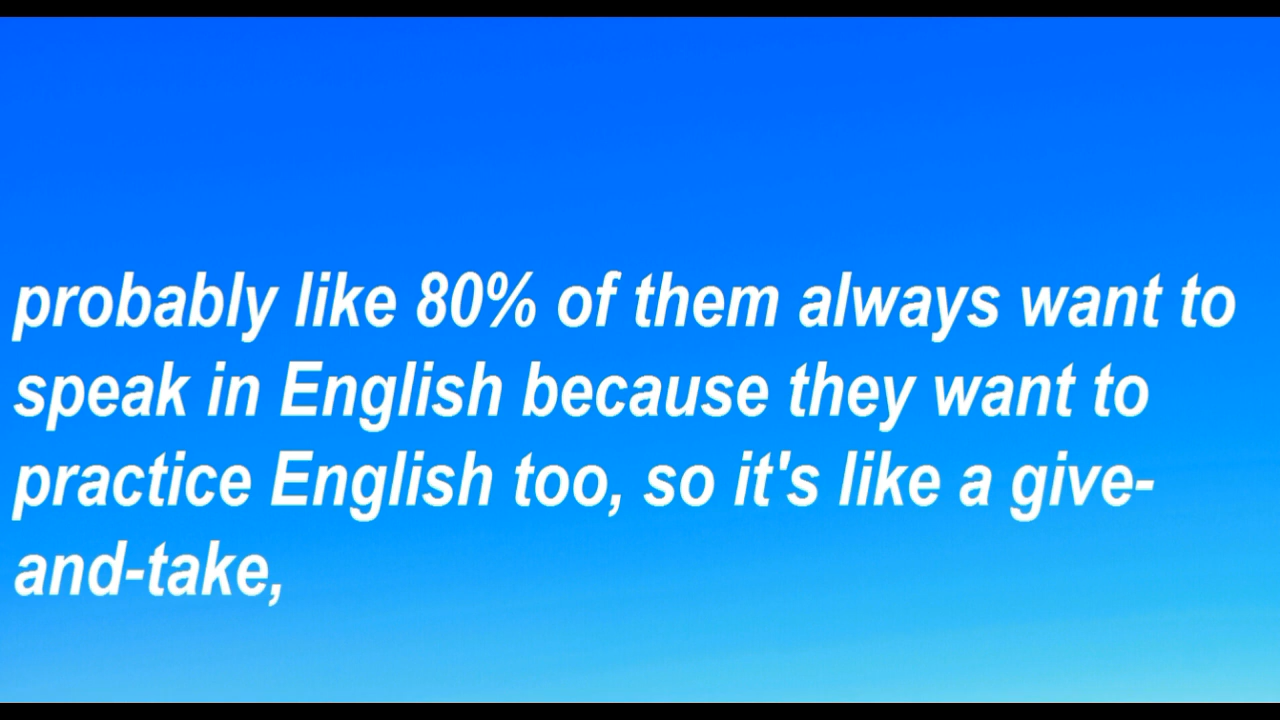 probably like 80% of them always want to
speak in English because they want to
practice English too, so it's like a give-
and-take,